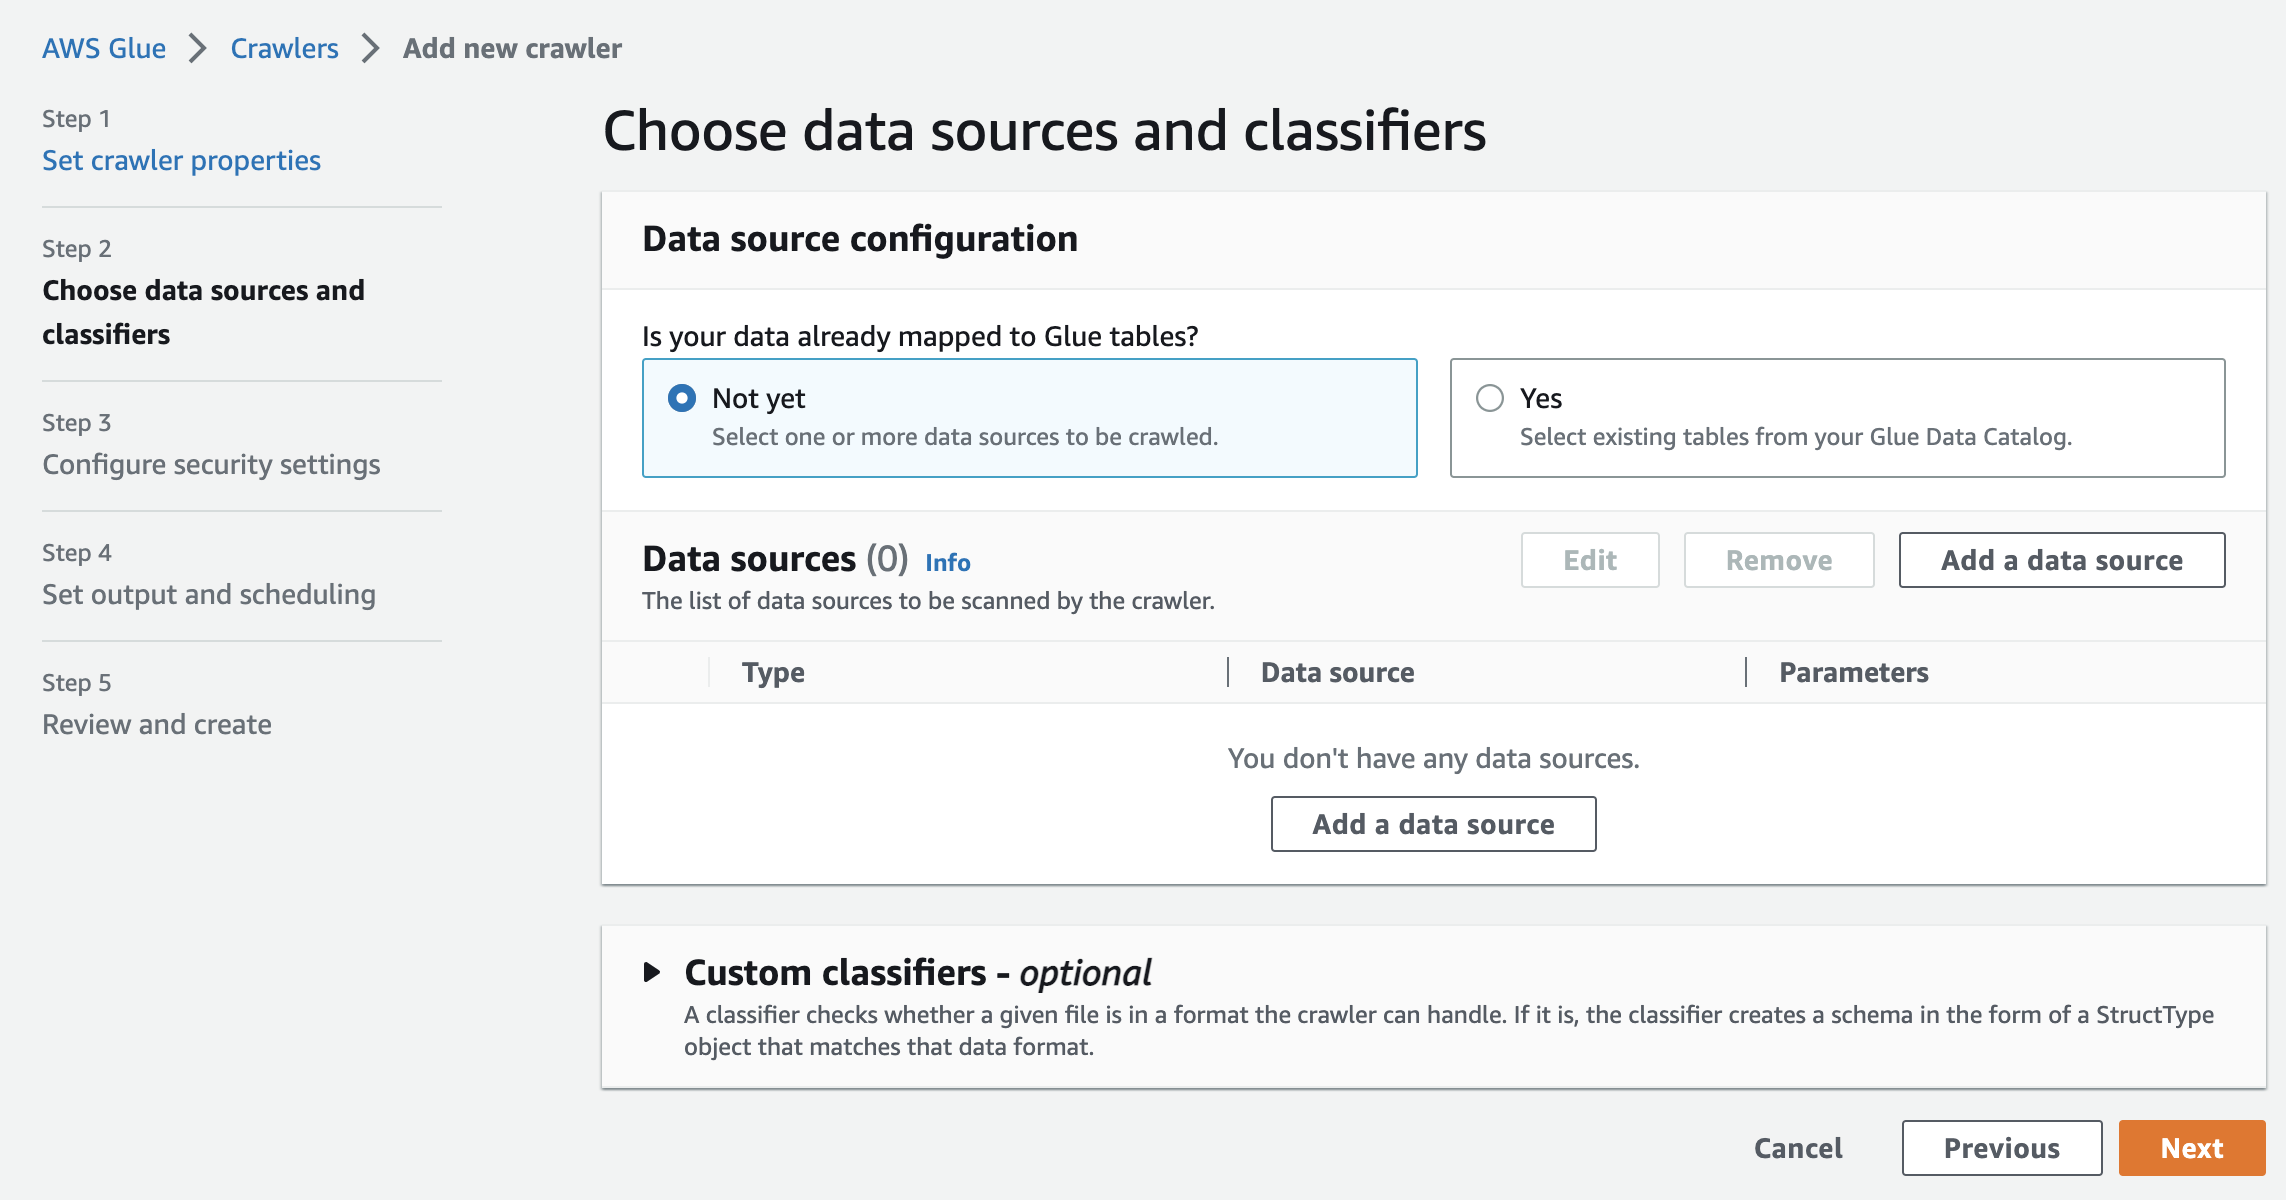 AWS Glue > Crawlers > Add new crawler
Step 1
Set crawler properties
Step 2
Choose data sources and
classifiers
Step 3
Configure security settings
Step 4
Set output and scheduling
Step 5
Review and create
Choose data sources and classifiers
Data source configuration
Is your data already mapped to Glue tables?
Not yet
Select one or more data sources to be crawled.
Yes
Select existing tables from your Glue Data Catalog.
Data sources (0) Info
The list of data sources to be scanned by the crawler.
Edit
Remove
Add a data source
Type
Data source
Parameters
You don't have any data sources.
Add a data source
Custom classifiers - optional
A classifier checks whether a given file is in a format the crawler can handle. If it is, the classifier creates a schema in the form of a StructType
object that matches that data format.
Cancel
Previous
Next